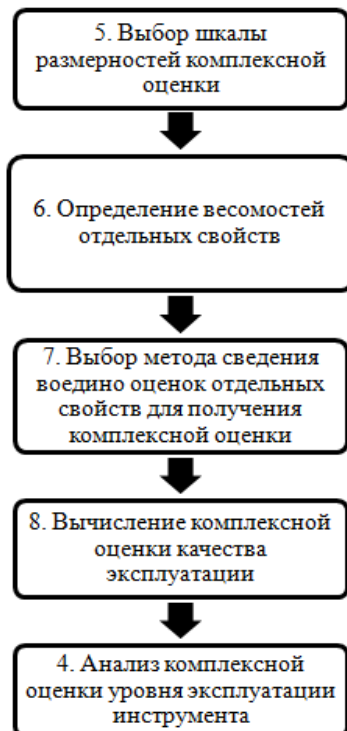 5. Выбор шкалы
размерностей комплексной
оценки
6. Определение весомостей
отдельных свойств
7. Выбор метода сведения
воедино оценок отдельных
свойств для получения
комплексной оценки
8. Вычисление комплексной
оценки качества
эксплуатации
4. Анализ комплексной
оценки уровня эксплуатации
инструмента